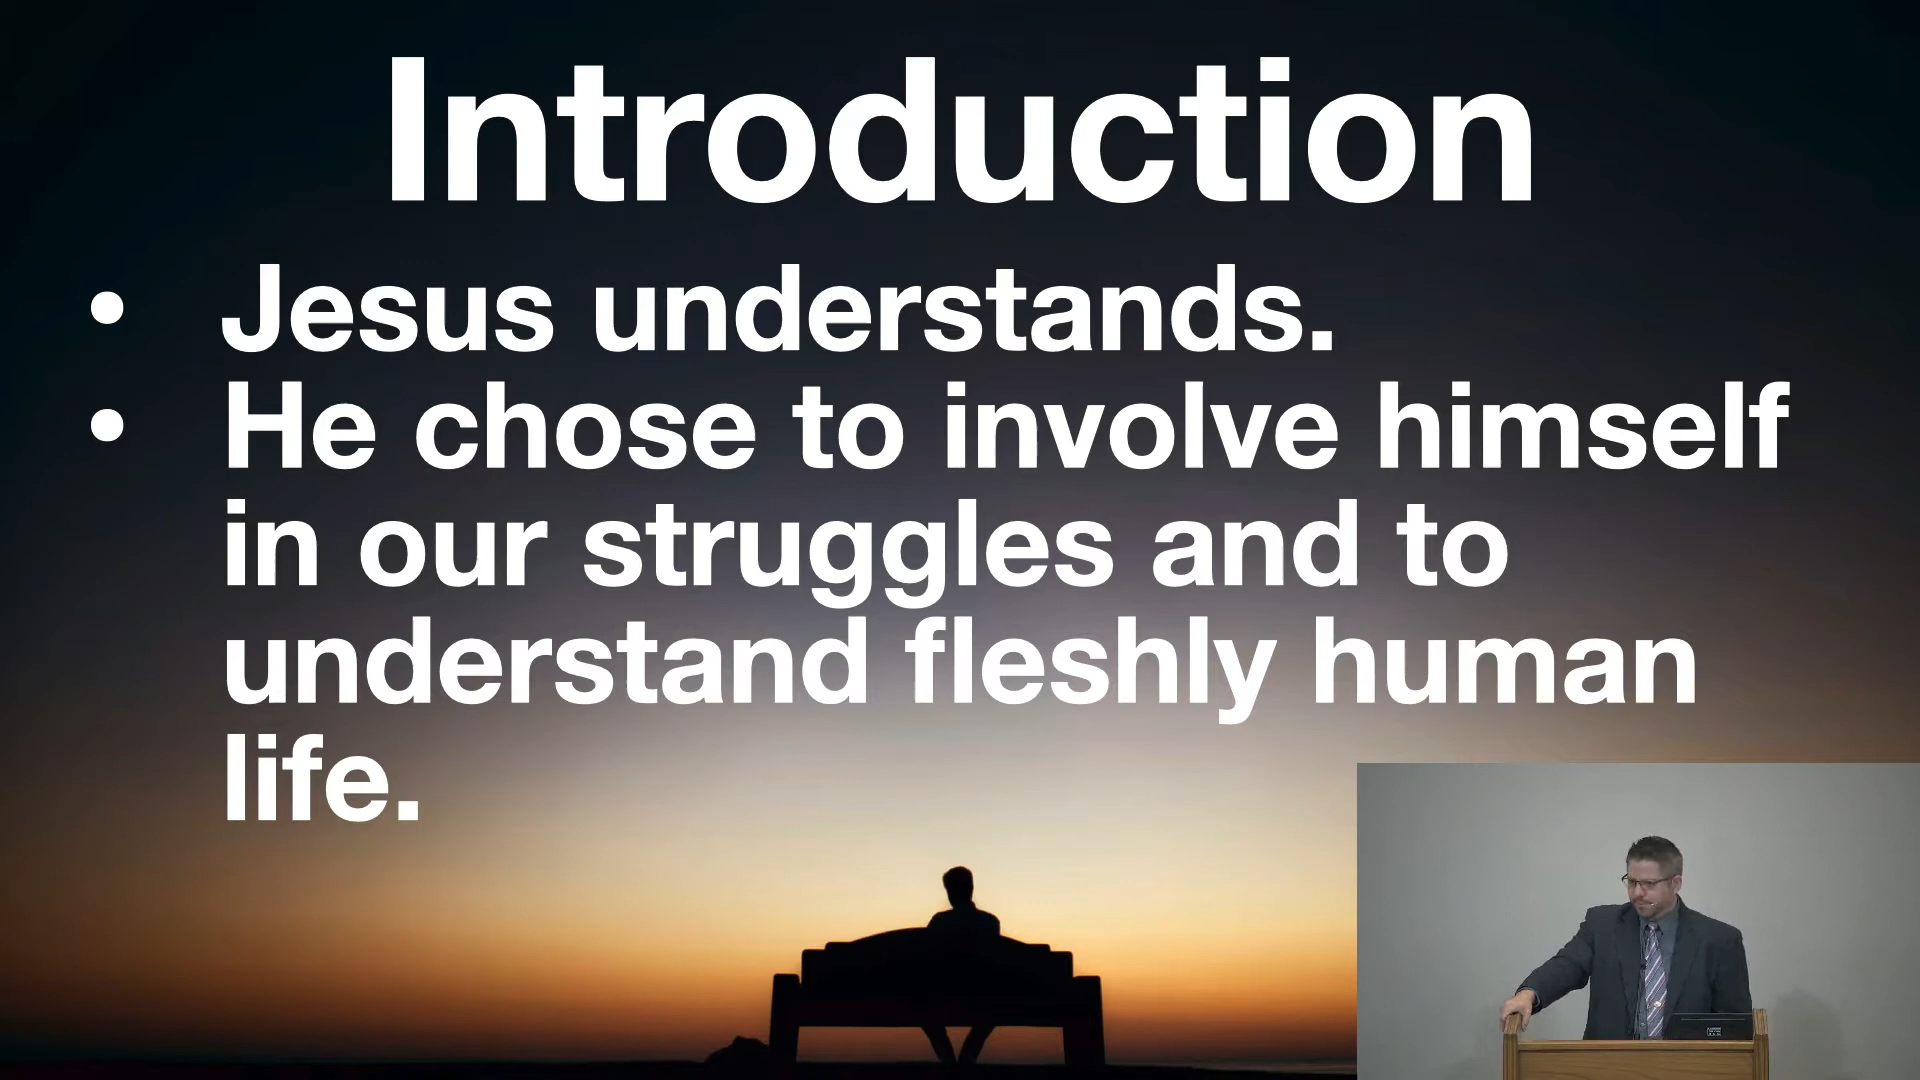 Introduction
• Jesus understands.
• He chose to involve himself
in our struggles and to
understand fleshly human
life.